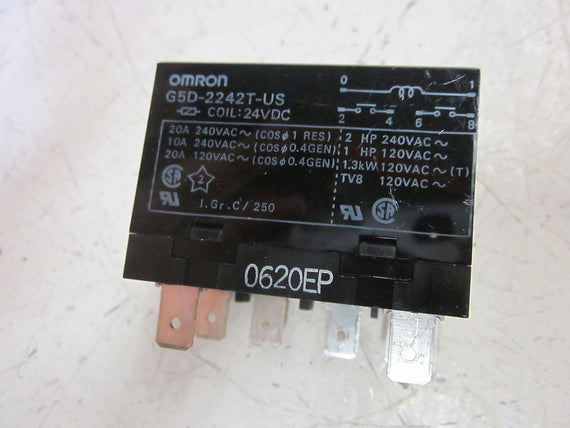 OMRON
G5D-2242T-US
COIL: 24VDC
0 1
2 4 6 8
20A 240VAC~(COSϕ1 RES)
10A 240VAC~(COSϕ0.4GEN)
20A 120VAC~(COSϕ0.4GEN)
2 HP 240VAC~
1 HP 120VAC~
1.3kW 120VAC~(T)
TV8 120VAC~
2
I.Gr.C/250
0620EP